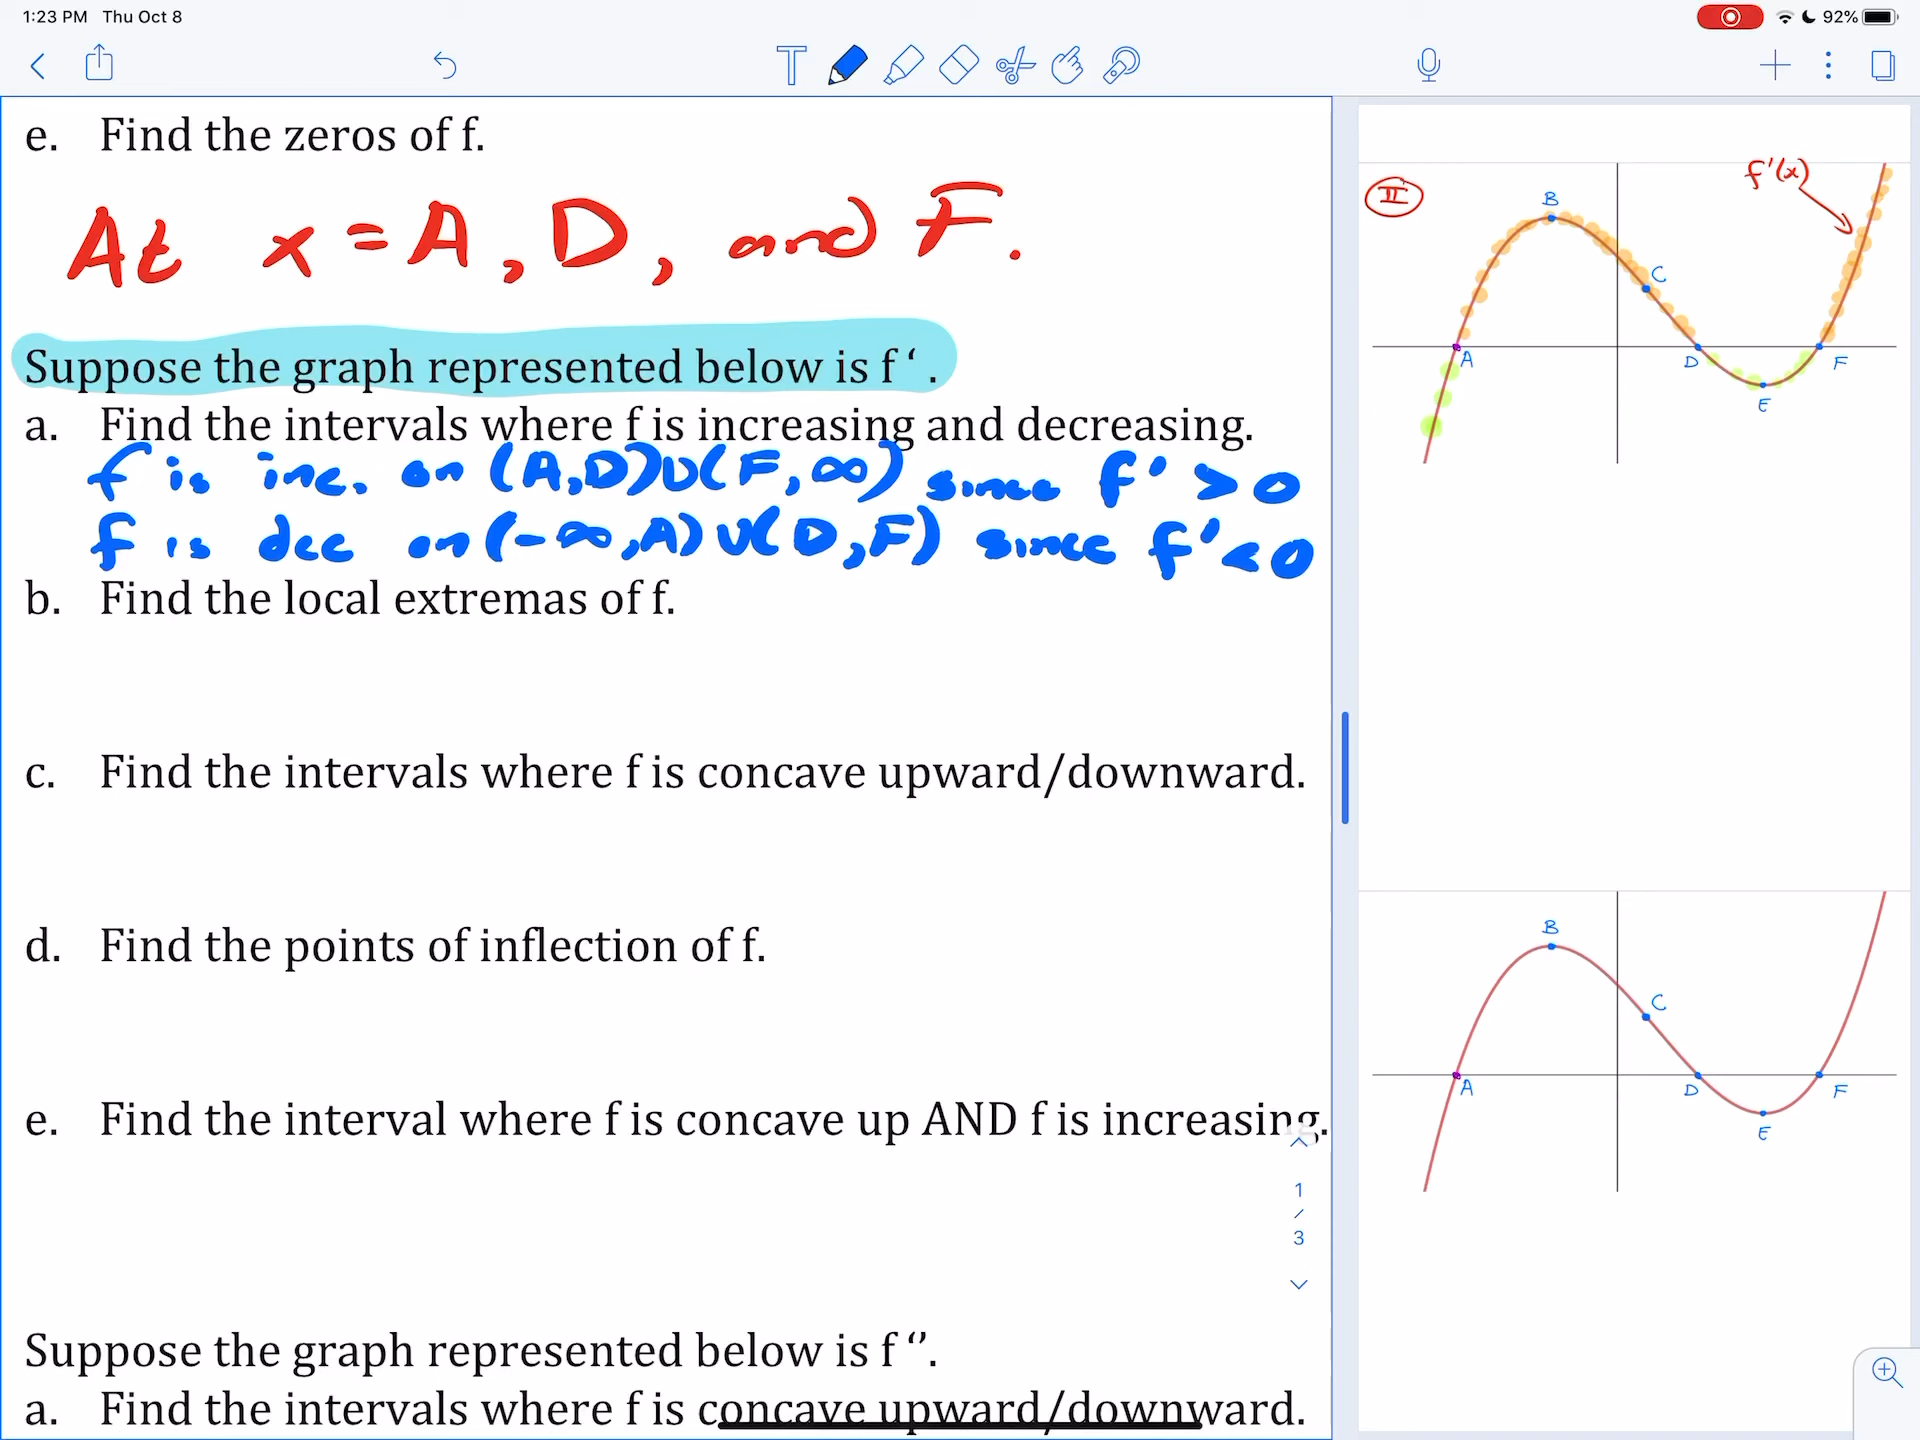 1:23 PM Thu Oct 8
92%
e. Find the zeros of f.
At x = A, D, and F.
Suppose the graph represented below is f ‘ .
a. Find the intervals where f is increasing and decreasing.
f is inc. on (A,D)∪(F,∞) since f' > 0
f is dec on (-∞,A)∪(D,F) since f' < 0
b. Find the local extremas of f.
c. Find the intervals where f is concave upward/downward.
d. Find the points of inflection of f.
e. Find the interval where f is concave up AND f is increasing.
1
/
3
Suppose the graph represented below is f ‘’.
a. Find the intervals where f is concave upward/downward.
II
f'(x)
B
C
A
D
F
E
B
C
A
D
F
E